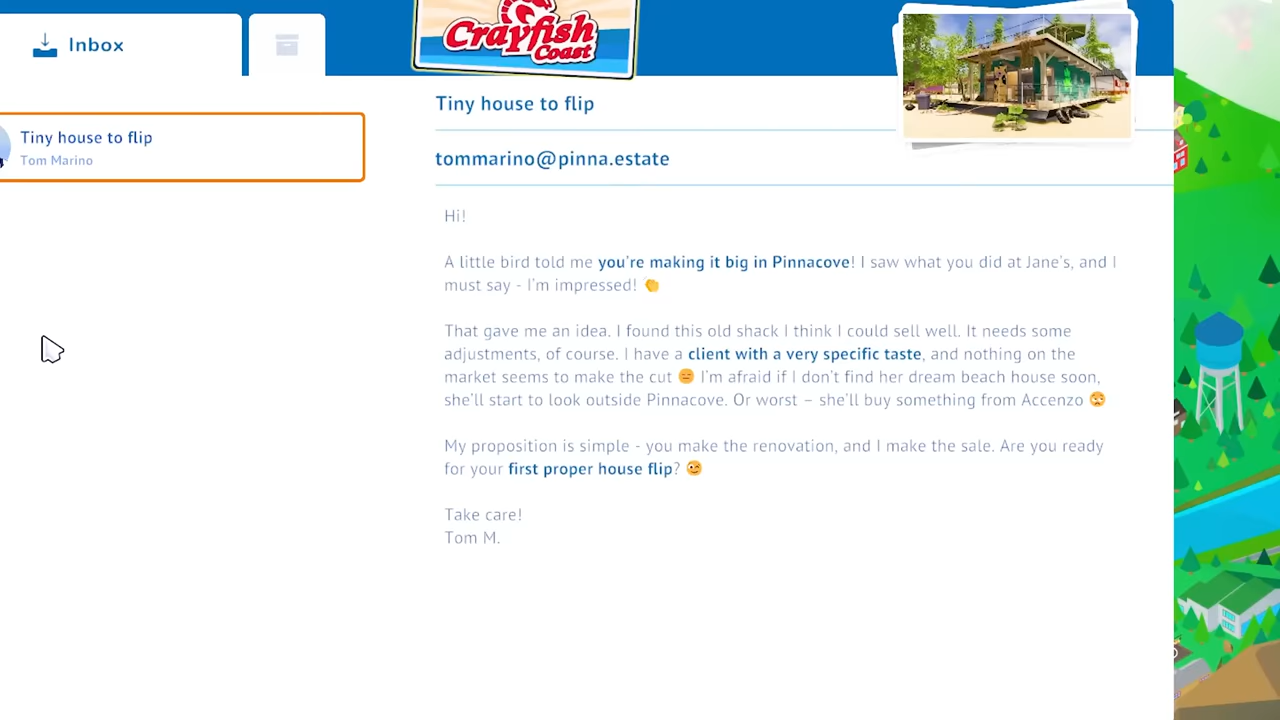 Inbox
Crayfish
Coast
Tiny house to flip
Tom Marino
Tiny house to flip
tommarino@pinna.estate
Hi!
A little bird told me you're making it big in Pinnacove! I saw what you did at Jane's, and I
must say - I'm impressed! 👏
That gave me an idea. I found this old shack I think I could sell well. It needs some
adjustments, of course. I have a client with a very specific taste, and nothing on the
market seems to make the cut 😑 I'm afraid if I don't find her dream beach house soon,
she'll start to look outside Pinnacove. Or worst – she'll buy something from Accenzo 😧
My proposition is simple - you make the renovation, and I make the sale. Are you ready
for your first proper house flip? 😉
Take care!
Tom M.